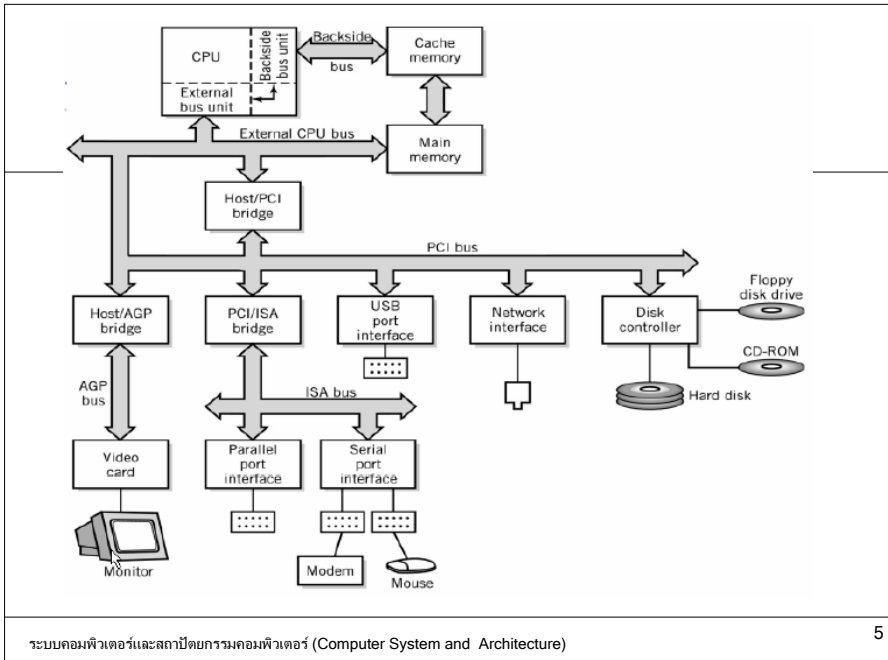 Backside
bus
CPU
Backside
bus unit
External
bus unit
Cache
memory
External CPU bus
Main
memory
Host/PCI
bridge
PCI bus
Host/AGP
bridge
PCI/ISA
bridge
USB
port
interface
Network
interface
Disk
controller
Floppy
disk drive
CD-ROM
Hard disk
AGP
bus
ISA bus
Video
card
Parallel
port
interface
Serial
port
interface
Monitor
Modem
Mouse
ระบบคอมพิวเตอร์และสถาปัตยกรรมคอมพิวเตอร์ (Computer System and Architecture)
5